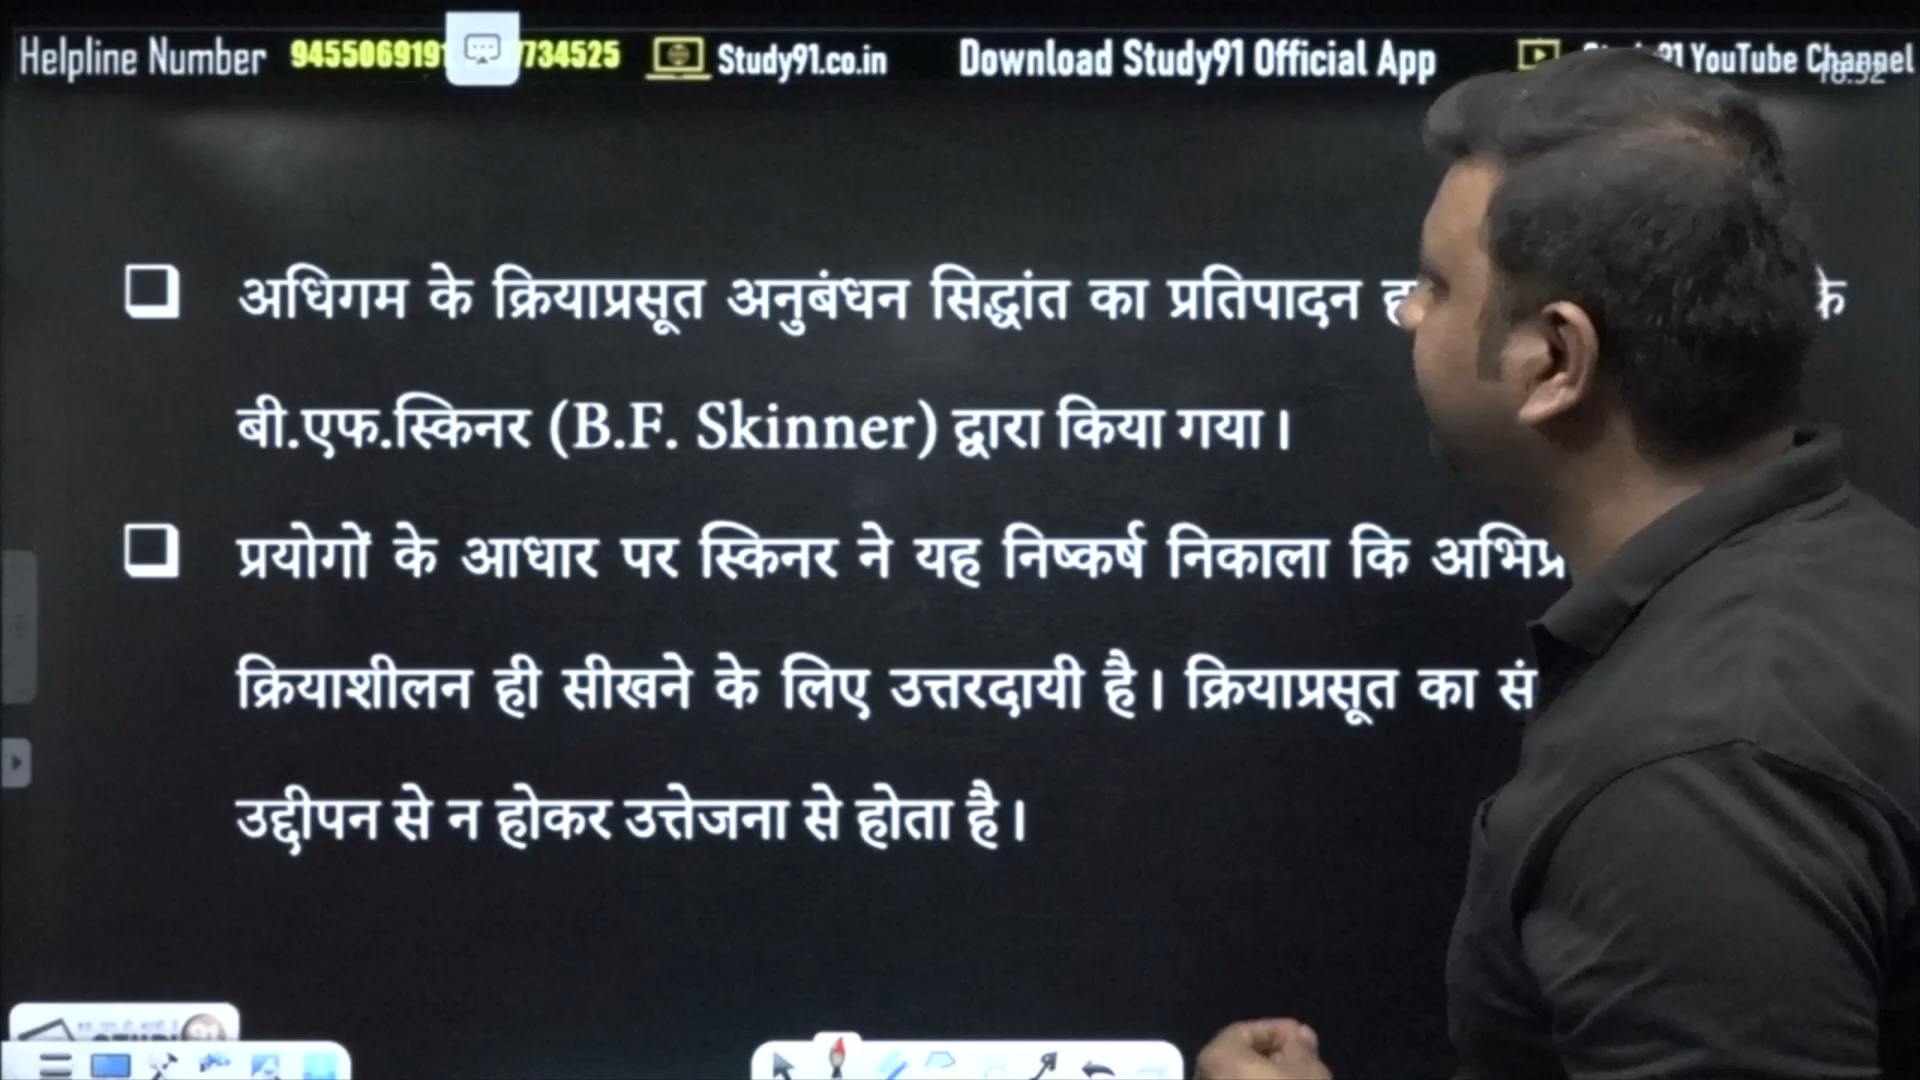 Helpline Number 945506919 734525 Study91.co.in Download Study91 Official App YouTube Channel
अधिगम के क्रियाप्रसूत अनुबंधन सिद्धांत का प्रतिपादन
बी.एफ.स्किनर (B.F. Skinner) द्वारा किया गया।
प्रयोगों के आधार पर स्किनर ने यह निष्कर्ष निकाला कि
क्रियाशीलन ही सीखने के लिए उत्तरदायी है। क्रियाप्रसूत का
उद्दीपन से न होकर उत्तेजना से होता है।